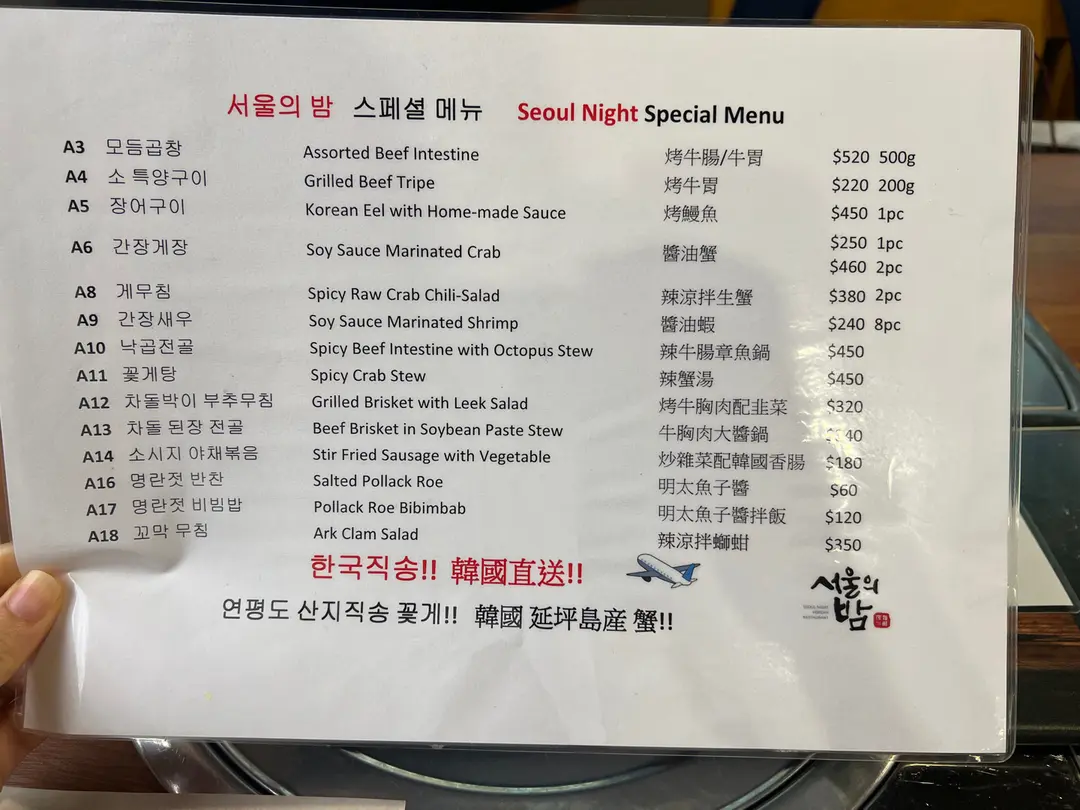 서울의 밤 스페셜 메뉴 Seoul Night Special Menu
A3 모듬곱창 Assorted Beef Intestine 烤牛腸/牛胃 $520 500g
A4 소 특양구이 Grilled Beef Tripe 烤牛胃 $220 200g
A5 장어구이 Korean Eel with Home-made Sauce 烤鰻魚 $450 1pc
A6 간장게장 Soy Sauce Marinated Crab 醬油蟹 $250 1pc
$460 2pc
A8 게무침 Spicy Raw Crab Chili-Salad 辣涼拌生蟹 $380 2pc
A9 간장새우 Soy Sauce Marinated Shrimp 醬油蝦 $240 8pc
A10 낙곱전골 Spicy Beef Intestine with Octopus Stew 辣牛腸章魚鍋 $450
A11 꽃게탕 Spicy Crab Stew 辣蟹湯 $450
A12 차돌박이 부추무침 Grilled Brisket with Leek Salad 烤牛胸肉配韭菜 $320
A13 차돌 된장 전골 Beef Brisket in Soybean Paste Stew 牛胸肉大醬鍋
A14 소시지 야채볶음 Stir Fried Sausage with Vegetable 炒雜菜配韓國香腸 $180
A16 명란젓 반찬 Salted Pollack Roe 明太魚子醬 $60
A17 명란젓 비빔밥 Pollack Roe Bibimbab 明太魚子醬拌飯 $120
A18 꼬막 무침 Ark Clam Salad 辣涼拌螄蚶 $350
한국직송!! 韓國直送!!
연평도 산지직송 꽃게!! 韓國 延坪島産 蟹!!
서울의
밤